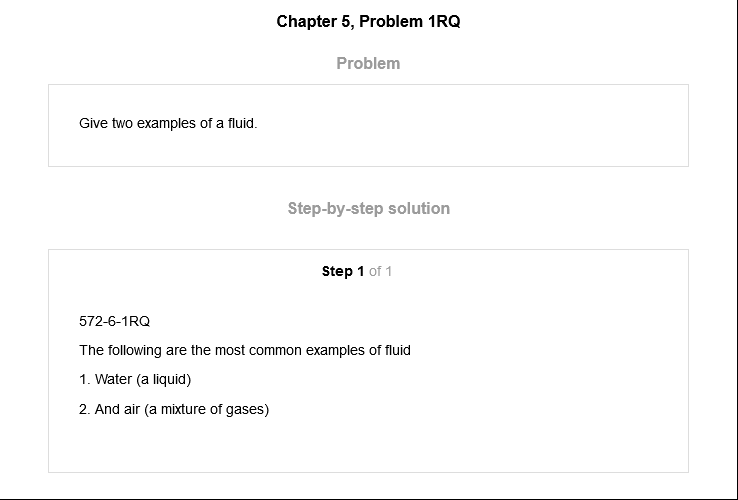 Chapter 5, Problem 1RQ
Problem
Give two examples of a fluid.
Step-by-step solution
Step 1 of 1
572-6-1RQ
The following are the most common examples of fluid
1. Water (a liquid)
2. And air (a mixture of gases)